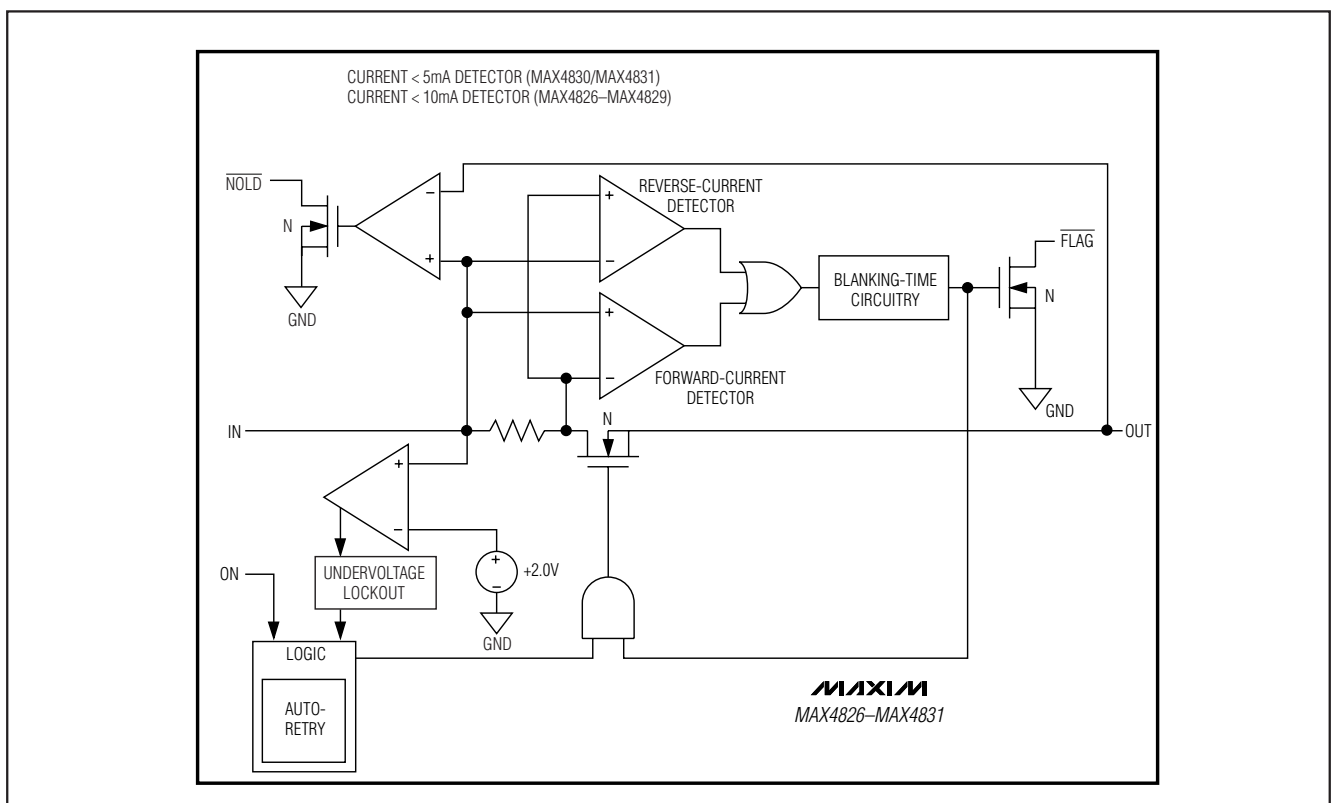 CURRENT < 5mA DETECTOR (MAX4830/MAX4831)
CURRENT < 10mA DETECTOR (MAX4826–MAX4829)
NOLD
−
+
N
GND
REVERSE-CURRENT
DETECTOR
+
−
+
−
FORWARD-CURRENT
DETECTOR
BLANKING-TIME
CIRCUITRY
FLAG
N
GND
IN
N
OUT
+
−
ON
UNDERVOLTAGE
LOCKOUT
+
−
+2.0V
GND
LOGIC
AUTO-
RETRY
MAXIM
MAX4826–MAX4831